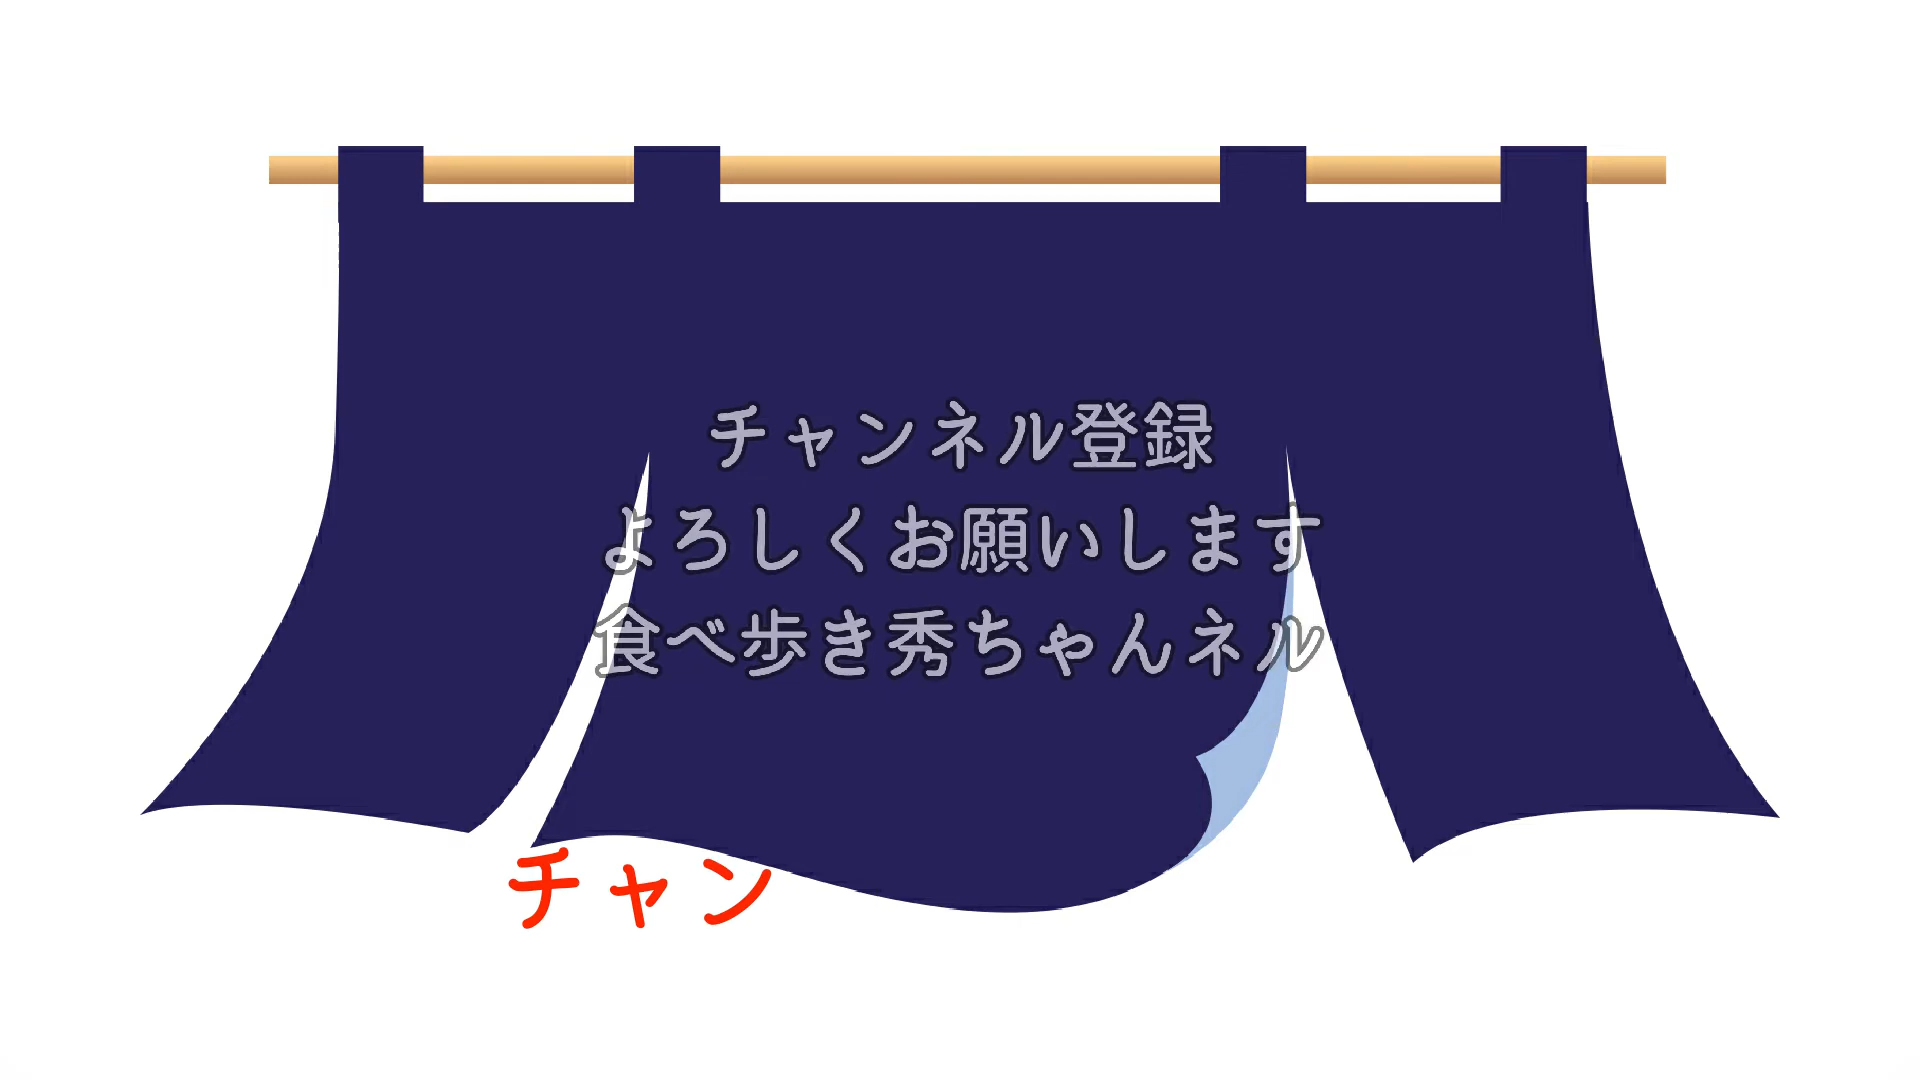 チャンネル登録
よろしくお願いします
食べ歩き秀ちゃんネル
チャン